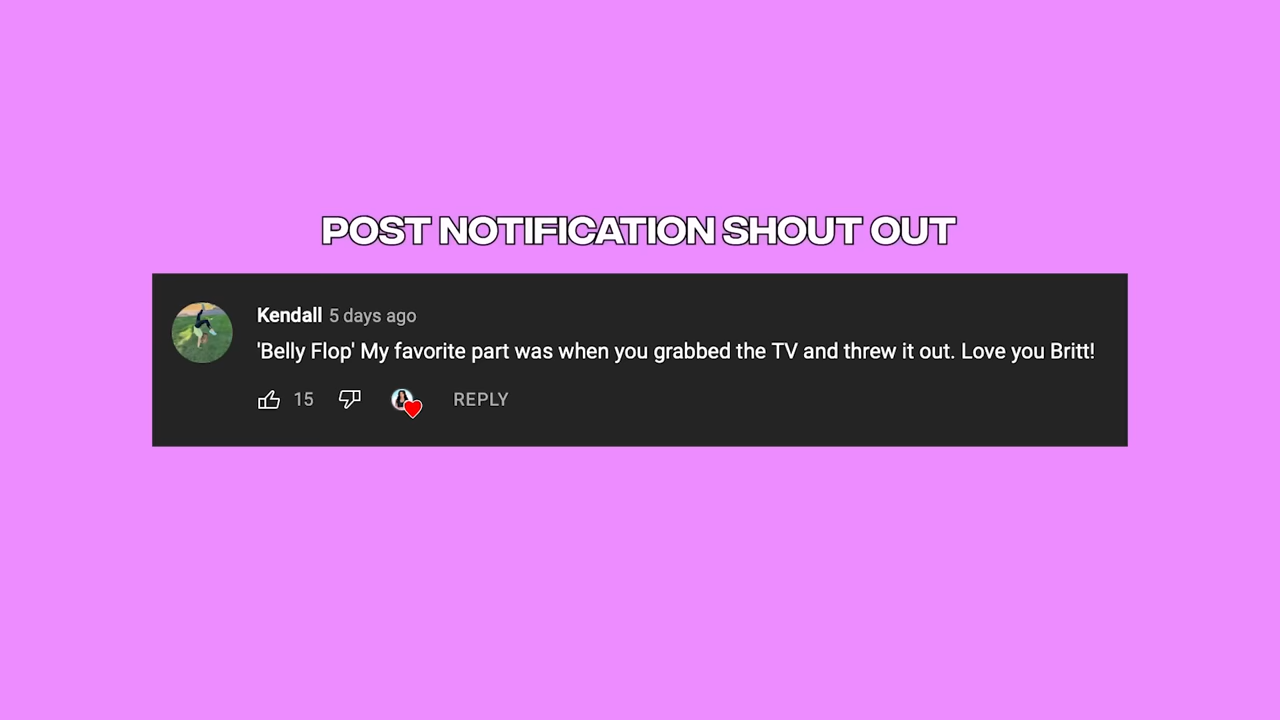 POST NOTIFICATION SHOUT OUT
Kendall 5 days ago
'Belly Flop' My favorite part was when you grabbed the TV and threw it out. Love you Britt!
15 REPLY